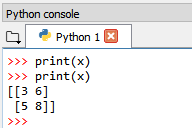 Python console
Python 1
>>> print(x)
>>> print(x)
[[3 6]
 [5 8]]
>>>